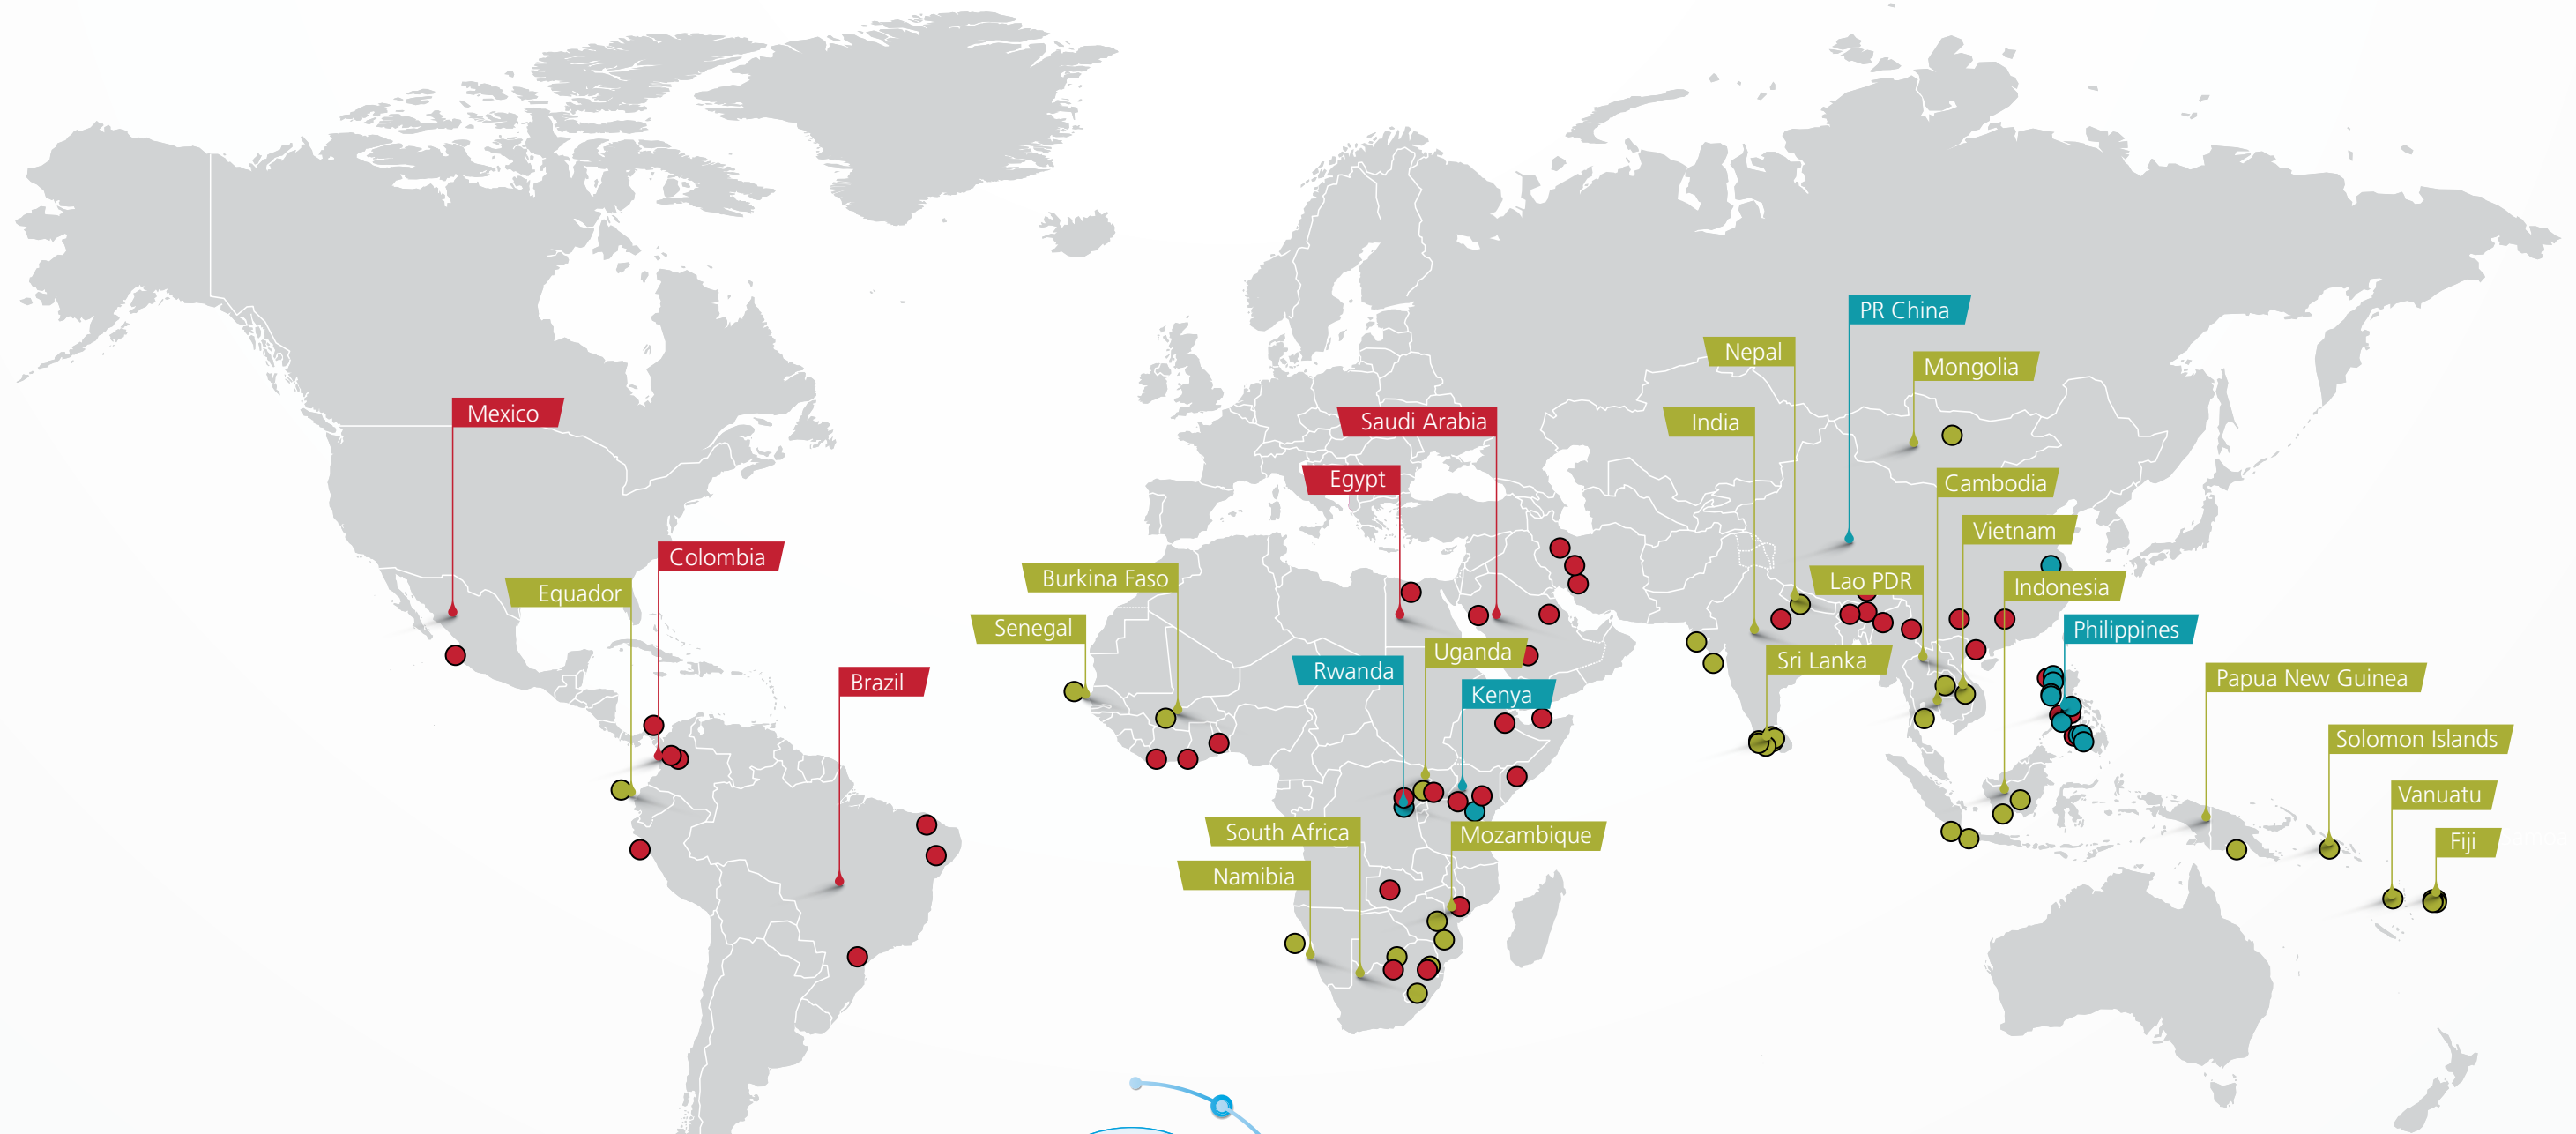 PR China
Nepal
Mongolia
Mexico
Saudi Arabia
India
Egypt
Cambodia
Vietnam
Colombia
Burkina Faso
Lao PDR
Indonesia
Equador
Senegal
Philippines
Uganda
Sri Lanka
Rwanda
Papua New Guinea
Brazil
Kenya
Solomon Islands
Vanuatu
South Africa
Mozambique
Fiji
Namibia